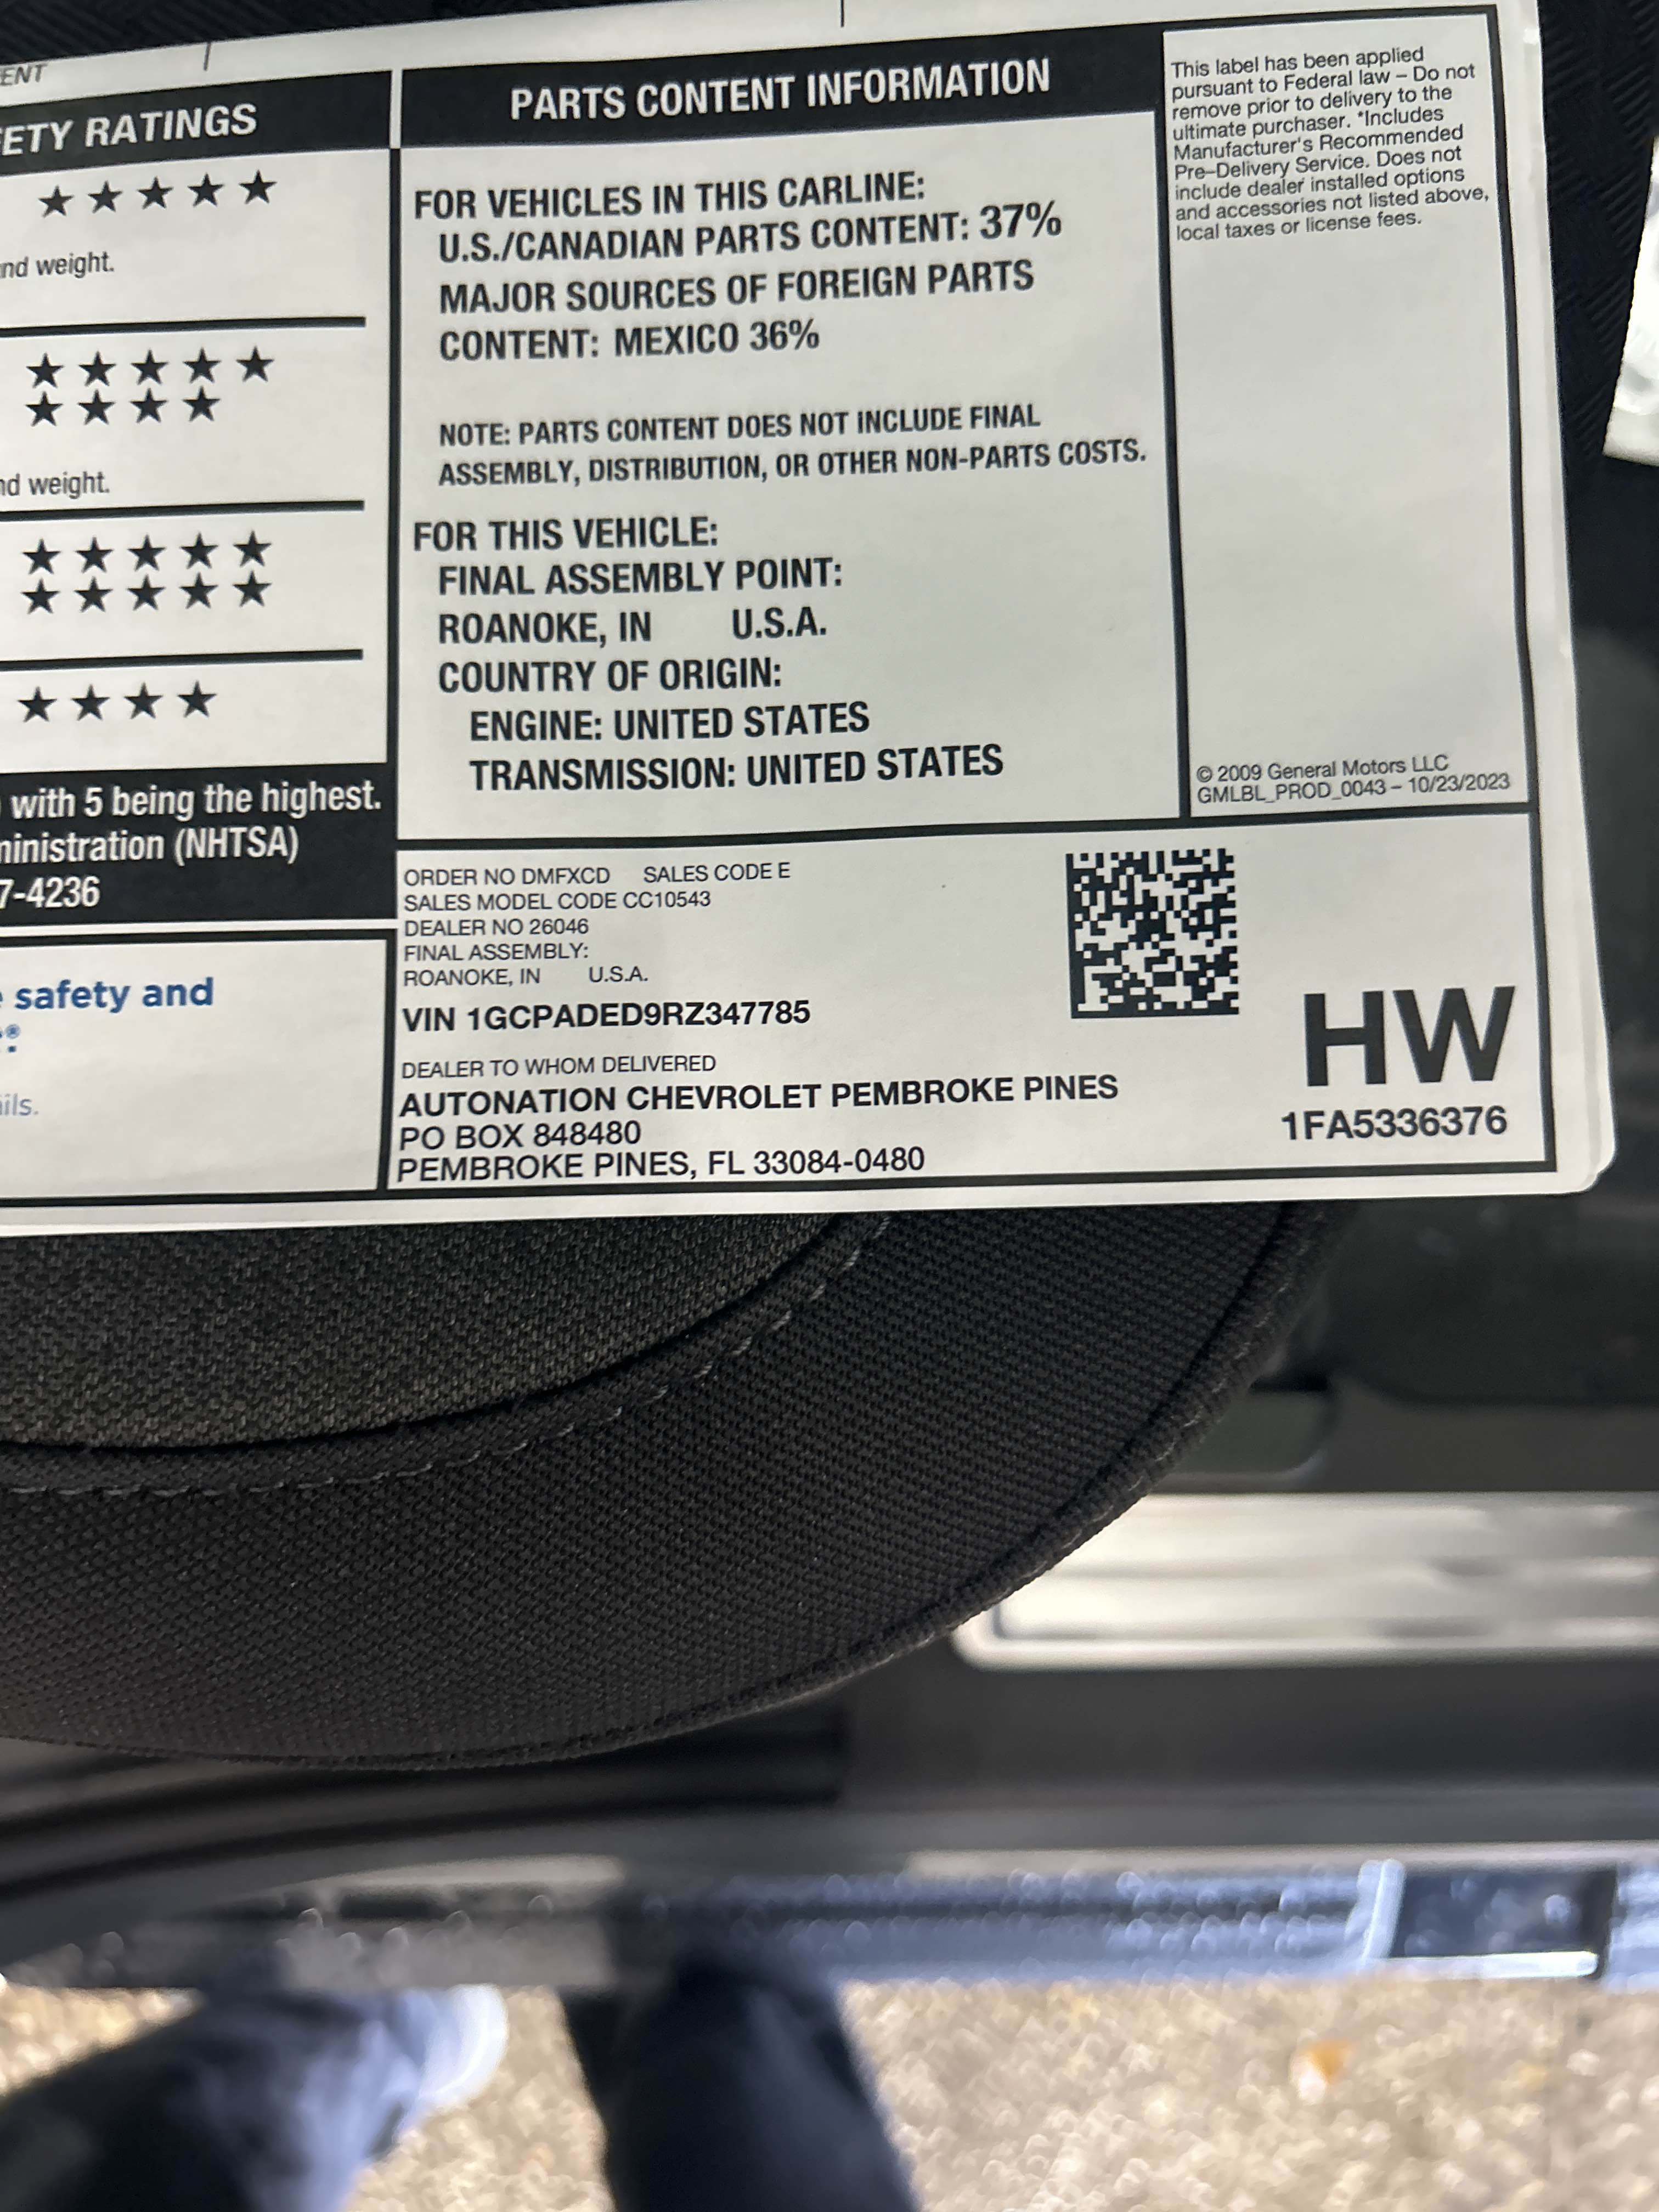 ENT
ETY RATINGS
★★★★★
nd weight.
★★★★★
★★★★
nd weight.
★★★★★
★★★★★
★★★★
with 5 being the highest.
ministration (NHTSA)
7-4236
safety and
ils.
PARTS CONTENT INFORMATION
FOR VEHICLES IN THIS CARLINE:
U.S./CANADIAN PARTS CONTENT: 37%
MAJOR SOURCES OF FOREIGN PARTS
CONTENT: MEXICO 36%
NOTE: PARTS CONTENT DOES NOT INCLUDE FINAL
ASSEMBLY, DISTRIBUTION, OR OTHER NON-PARTS COSTS.
FOR THIS VEHICLE:
FINAL ASSEMBLY POINT:
ROANOKE, IN U.S.A.
COUNTRY OF ORIGIN:
ENGINE: UNITED STATES
TRANSMISSION: UNITED STATES
This label has been applied
pursuant to Federal law – Do not
remove prior to delivery to the
ultimate purchaser. *Includes
Manufacturer's Recommended
Pre–Delivery Service. Does not
include dealer installed options
and accessories not listed above,
local taxes or license fees.
© 2009 General Motors LLC
GMLBL_PROD_0043 – 10/23/2023
ORDER NO DMFXCD SALES CODE E
SALES MODEL CODE CC10543
DEALER NO 26046
FINAL ASSEMBLY:
ROANOKE, IN U.S.A.
VIN 1GCPADED9RZ347785
DEALER TO WHOM DELIVERED
AUTONATION CHEVROLET PEMBROKE PINES
PO BOX 848480
PEMBROKE PINES, FL 33084-0480
HW
1FA5336376